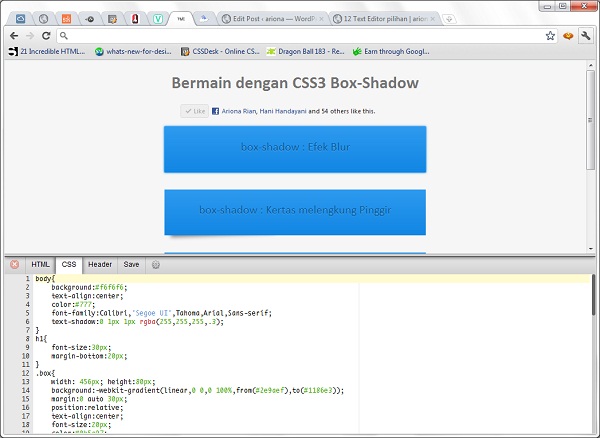 TME
Edit Post ‹ ariona — WordPr
12 Text Editor pilihan | arion
21 Incredible HTML...
whats-new-for-desi...
CSSDesk - Online CS...
Dragon Ball 183 - Re...
Earn through Googl...
Bermain dengan CSS3 Box-Shadow
Like
Ariona Rian, Hani Handayani and 54 others like this.
box-shadow : Efek Blur
box-shadow : Kertas melengkung Pinggir
HTML CSS Header Save
1 body{
2 background:#f6f6f6;
3 text-align:center;
4 color:#777;
5 font-family:Calibri,'Segoe UI',Tahoma,Arial,Sans-serif;
6 text-shadow:0 1px 1px rgba(255,255,255,.3);
7 }
8 h1{
9 font-size:30px;
10 margin-bottom:20px;
11 }
12 .box{
13 width: 456px; height:80px;
14 background:-webkit-gradient(linear,0 0,0 100%,from(#2e9aef),to(#1186e3));
15 margin:0 auto 30px;
16 position:relative;
17 text-align:center;
18 font-size:20px;
19